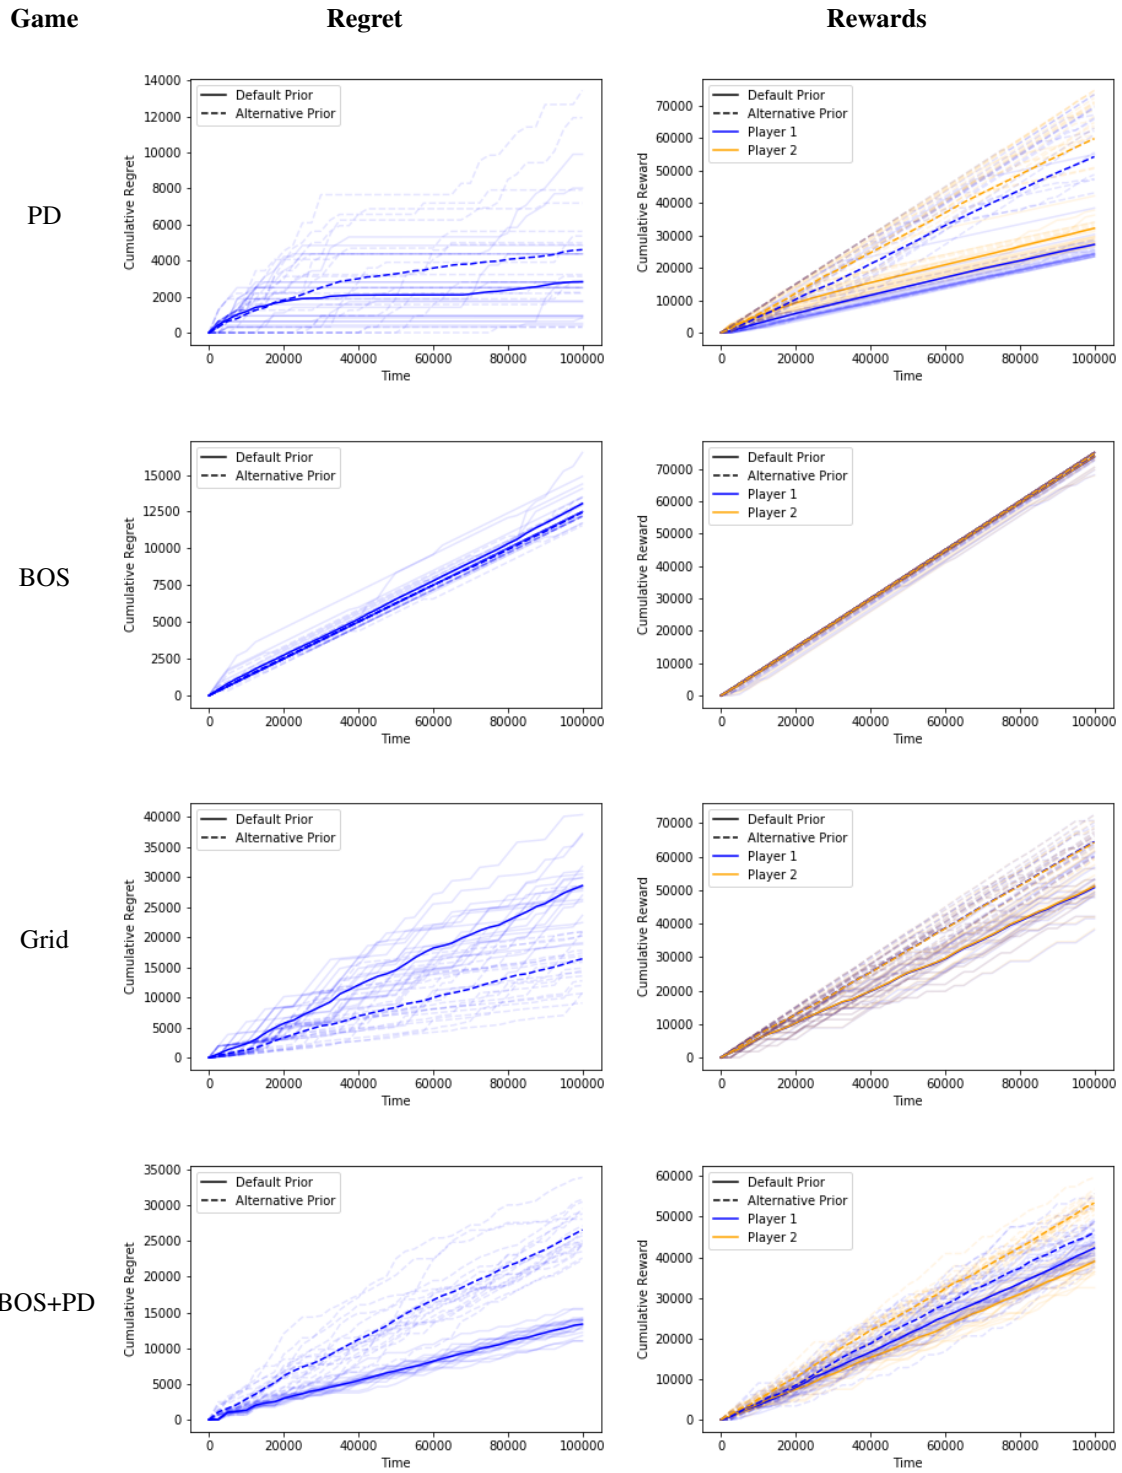 Game Regret Rewards
PD
14000
12000
10000
8000
6000
4000
2000
0
Cumulative Regret
Default Prior
Alternative Prior
0 20000 40000 60000 80000 100000
Time
70000
60000
50000
40000
30000
20000
10000
0
Cumulative Reward
Default Prior
Alternative Prior
Player 1
Player 2
0 20000 40000 60000 80000 100000
Time
BOS
15000
12500
10000
7500
5000
2500
0
Cumulative Regret
Default Prior
Alternative Prior
0 20000 40000 60000 80000 100000
Time
70000
60000
50000
40000
30000
20000
10000
0
Cumulative Reward
Default Prior
Alternative Prior
Player 1
Player 2
0 20000 40000 60000 80000 100000
Time
Grid
40000
35000
30000
25000
20000
15000
10000
5000
0
Cumulative Regret
Default Prior
Alternative Prior
0 20000 40000 60000 80000 100000
Time
70000
60000
50000
40000
30000
20000
10000
0
Cumulative Reward
Default Prior
Alternative Prior
Player 1
Player 2
0 20000 40000 60000 80000 100000
Time
BOS+PD
35000
30000
25000
20000
15000
10000
5000
0
Cumulative Regret
Default Prior
Alternative Prior
0 20000 40000 60000 80000 100000
Time
60000
50000
40000
30000
20000
10000
0
Cumulative Reward
Default Prior
Alternative Prior
Player 1
Player 2
0 20000 40000 60000 80000 100000
Time